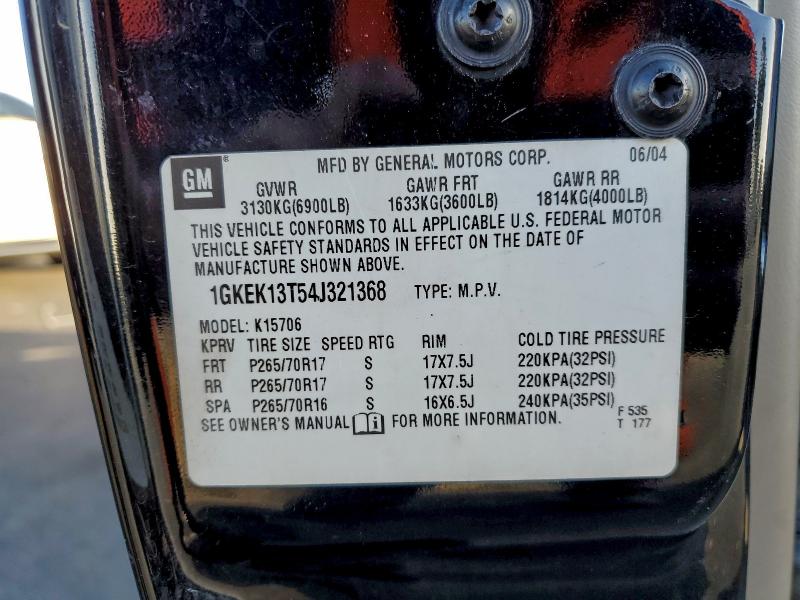 GM ® MFD BY GENERAL MOTORS CORP. 06/04
GVWR GAWR FRT GAWR RR
3130KG(6900LB) 1633KG(3600LB) 1814KG(4000LB)
THIS VEHICLE CONFORMS TO ALL APPLICABLE U.S. FEDERAL MOTOR
VEHICLE SAFETY STANDARDS IN EFFECT ON THE DATE OF
MANUFACTURE SHOWN ABOVE.
1GKEK13T54J321368 TYPE: M.P.V.
MODEL: K15706
KPRV TIRE SIZE SPEED RTG RIM COLD TIRE PRESSURE
FRT P265/70R17 S 17X7.5J 220KPA(32PSI)
RR P265/70R17 S 17X7.5J 220KPA(32PSI)
SPA P265/70R16 S 16X6.5J 240KPA(35PSI)
SEE OWNER'S MANUAL i FOR MORE INFORMATION.
F 535
T 177